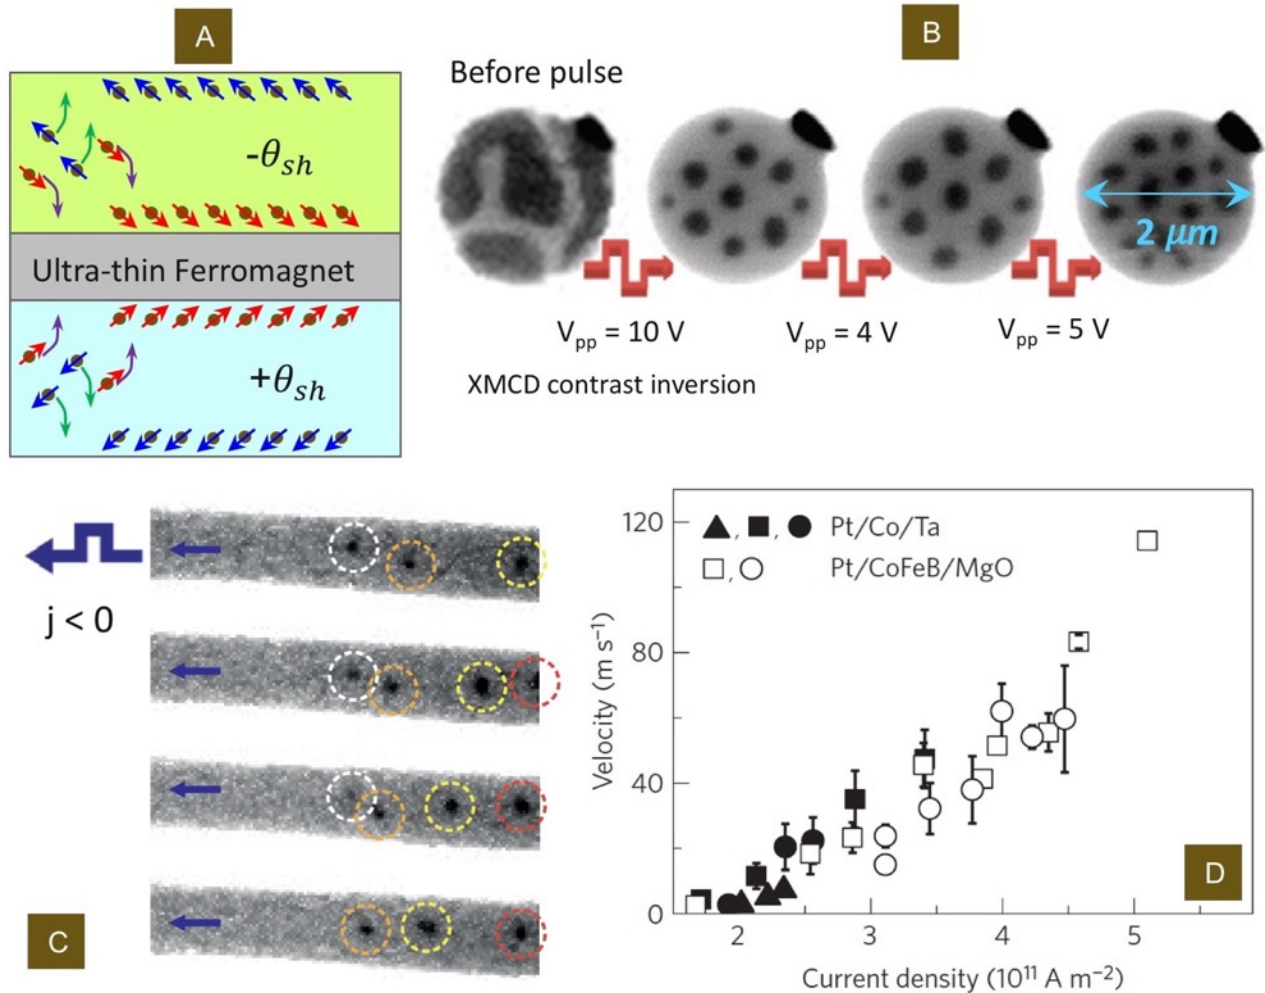 A
-θsh
Ultra-thin Ferromagnet
+θsh
B
Before pulse
2 μm
Vpp = 10 V
Vpp = 4 V
Vpp = 5 V
XMCD contrast inversion
j < 0
C
Pt/Co/Ta
Pt/CoFeB/MgO
120
80
40
0
Velocity (m s⁻¹)
2 3 4 5
Current density (10¹¹ A m⁻²)
D